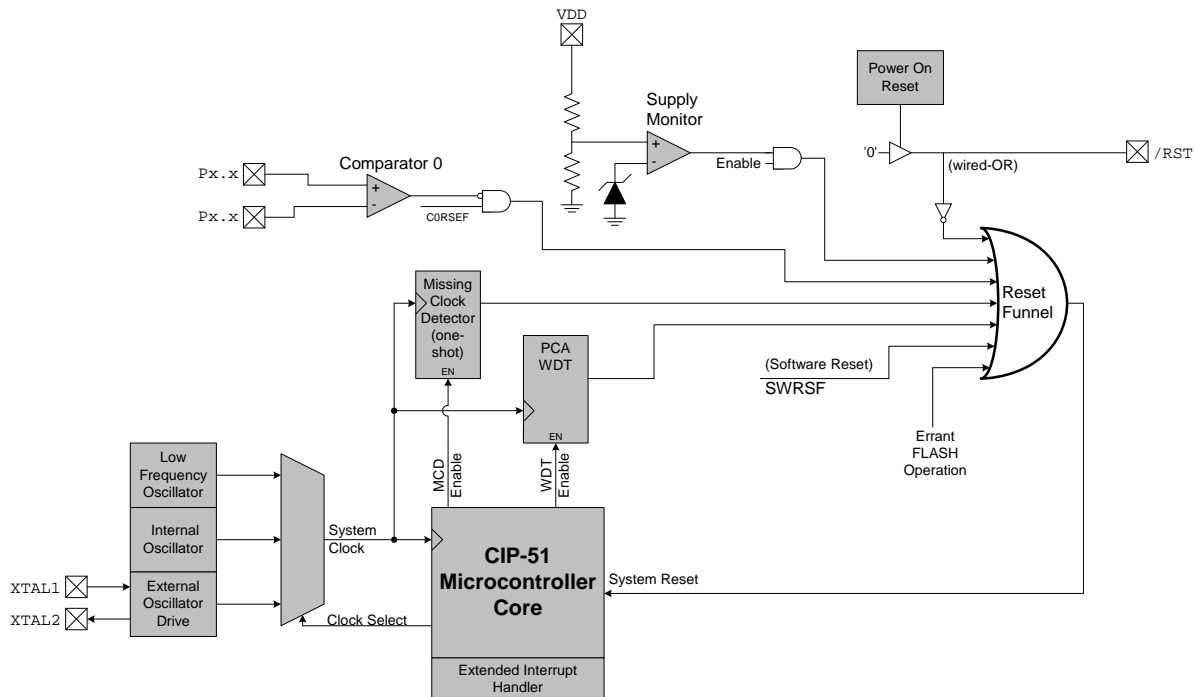 VDD
Power On
Reset
Supply
Monitor
+
-
Enable
'0'
(wired-OR)
/RST
Comparator 0
Px.x
Px.x
+
-
C0RSEF
Missing
Clock
Detector
(one-
shot)
EN
PCA
WDT
EN
Reset
Funnel
(Software Reset)
SWRSF
Errant
FLASH
Operation
MCD
Enable
WDT
Enable
Low
Frequency
Oscillator
Internal
Oscillator
External
Oscillator
Drive
XTAL1
XTAL2
System
Clock
Clock Select
CIP-51
Microcontroller
Core
System Reset
Extended Interrupt
Handler